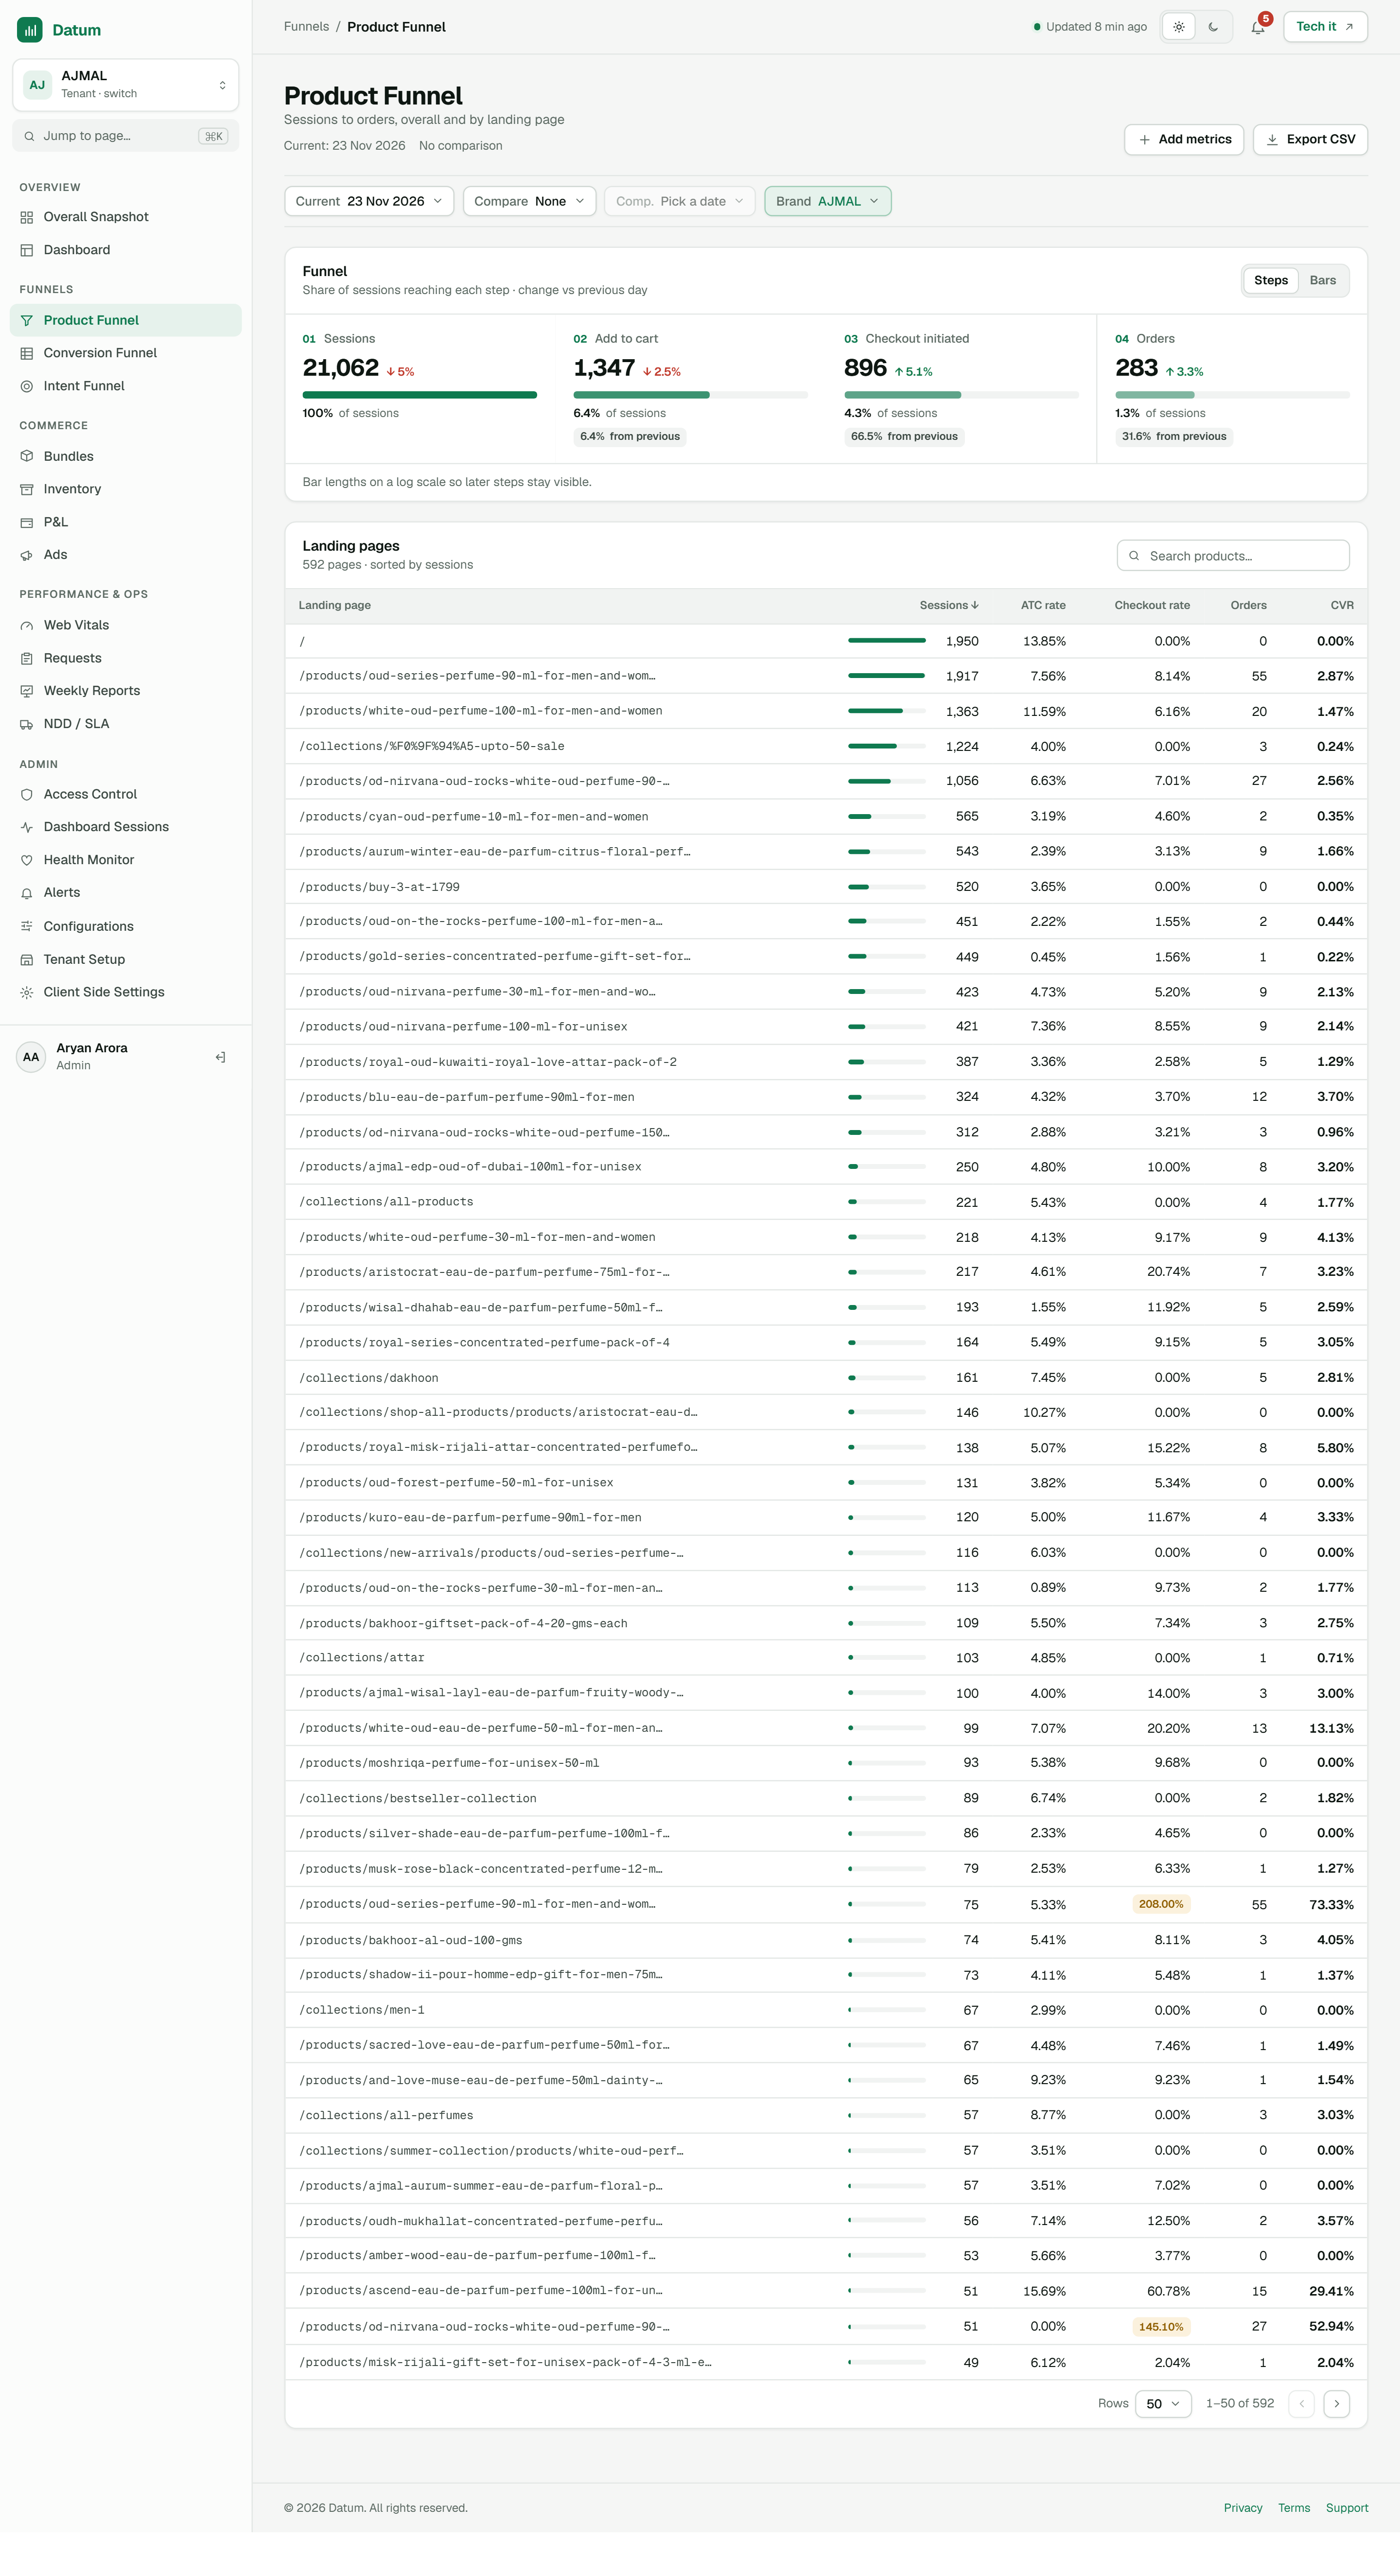 Datum
AJ AJMAL
Tenant · switch
Jump to page... ⌘K
OVERVIEW
Overall Snapshot
Dashboard
FUNNELS
Product Funnel
Conversion Funnel
Intent Funnel
COMMERCE
Bundles
Inventory
P&L
Ads
PERFORMANCE & OPS
Web Vitals
Requests
Weekly Reports
NDD / SLA
ADMIN
Access Control
Dashboard Sessions
Health Monitor
Alerts
Configurations
Tenant Setup
Client Side Settings
AA Aryan Arora
Admin
Funnels / Product Funnel
Updated 8 min ago 5 Tech it ↗
Product Funnel
Sessions to orders, overall and by landing page
Current: 23 Nov 2026 No comparison
Add metrics Export CSV
Current 23 Nov 2026 Compare None Comp. Pick a date Brand AJMAL
Funnel
Share of sessions reaching each step · change vs previous day
Steps Bars
01 Sessions
21,062 ↓ 5%
100% of sessions
02 Add to cart
1,347 ↓ 2.5%
6.4% of sessions
6.4% from previous
03 Checkout initiated
896 ↑ 5.1%
4.3% of sessions
66.5% from previous
04 Orders
283 ↑ 3.3%
1.3% of sessions
31.6% from previous
Bar lengths on a log scale so later steps stay visible.
Landing pages
592 pages · sorted by sessions
Search products...
Landing page Sessions ↓ ATC rate Checkout rate Orders CVR
/ 1,950 13.85% 0.00% 0 0.00%
/products/oud-series-perfume-90-ml-for-men-and-wom… 1,917 7.56% 8.14% 55 2.87%
/products/white-oud-perfume-100-ml-for-men-and-women 1,363 11.59% 6.16% 20 1.47%
/collections/%F0%9F%94%A5-upto-50-sale 1,224 4.00% 0.00% 3 0.24%
/products/od-nirvana-oud-rocks-white-oud-perfume-90-… 1,056 6.63% 7.01% 27 2.56%
/products/cyan-oud-perfume-10-ml-for-men-and-women 565 3.19% 4.60% 2 0.35%
/products/aurum-winter-eau-de-parfum-citrus-floral-perf… 543 2.39% 3.13% 9 1.66%
/products/buy-3-at-1799 520 3.65% 0.00% 0 0.00%
/products/oud-on-the-rocks-perfume-100-ml-for-men-a… 451 2.22% 1.55% 2 0.44%
/products/gold-series-concentrated-perfume-gift-set-for… 449 0.45% 1.56% 1 0.22%
/products/oud-nirvana-perfume-30-ml-for-men-and-wo… 423 4.73% 5.20% 9 2.13%
/products/oud-nirvana-perfume-100-ml-for-unisex 421 7.36% 8.55% 9 2.14%
/products/royal-oud-kuwaiti-royal-love-attar-pack-of-2 387 3.36% 2.58% 5 1.29%
/products/blu-eau-de-parfum-perfume-90ml-for-men 324 4.32% 3.70% 12 3.70%
/products/od-nirvana-oud-rocks-white-oud-perfume-150… 312 2.88% 3.21% 3 0.96%
/products/ajmal-edp-oud-of-dubai-100ml-for-unisex 250 4.80% 10.00% 8 3.20%
/collections/all-products 221 5.43% 0.00% 4 1.77%
/products/white-oud-perfume-30-ml-for-men-and-women 218 4.13% 9.17% 9 4.13%
/products/aristocrat-eau-de-parfum-perfume-75ml-for-… 217 4.61% 20.74% 7 3.23%
/products/wisal-dhahab-eau-de-parfum-perfume-50ml-f… 193 1.55% 11.92% 5 2.59%
/products/royal-series-concentrated-perfume-pack-of-4 164 5.49% 9.15% 5 3.05%
/collections/dakhoon 161 7.45% 0.00% 5 2.81%
/collections/shop-all-products/products/aristocrat-eau-d… 146 10.27% 0.00% 0 0.00%
/products/royal-misk-rijali-attar-concentrated-perfumefo… 138 5.07% 15.22% 8 5.80%
/products/oud-forest-perfume-50-ml-for-unisex 131 3.82% 5.34% 0 0.00%
/products/kuro-eau-de-parfum-perfume-90ml-for-men 120 5.00% 11.67% 4 3.33%
/collections/new-arrivals/products/oud-series-perfume-… 116 6.03% 0.00% 0 0.00%
/products/oud-on-the-rocks-perfume-30-ml-for-men-an… 113 0.89% 9.73% 2 1.77%
/products/bakhoor-giftset-pack-of-4-20-gms-each 109 5.50% 7.34% 3 2.75%
/collections/attar 103 4.85% 0.00% 1 0.71%
/products/ajmal-wisal-layl-eau-de-parfum-fruity-woody-… 100 4.00% 14.00% 3 3.00%
/products/white-oud-eau-de-perfume-50-ml-for-men-an… 99 7.07% 20.20% 13 13.13%
/products/moshriqa-perfume-for-unisex-50-ml 93 5.38% 9.68% 0 0.00%
/collections/bestseller-collection 89 6.74% 0.00% 2 1.82%
/products/silver-shade-eau-de-parfum-perfume-100ml-f… 86 2.33% 4.65% 0 0.00%
/products/musk-rose-black-concentrated-perfume-12-m… 79 2.53% 6.33% 1 1.27%
/products/oud-series-perfume-90-ml-for-men-and-wom… 75 5.33% 208.00% 55 73.33%
/products/bakhoor-al-oud-100-gms 74 5.41% 8.11% 3 4.05%
/products/shadow-ii-pour-homme-edp-gift-for-men-75m… 73 4.11% 5.48% 1 1.37%
/collections/men-1 67 2.99% 0.00% 0 0.00%
/products/sacred-love-eau-de-parfum-perfume-50ml-for… 67 4.48% 7.46% 1 1.49%
/products/and-love-muse-eau-de-perfume-50ml-dainty-… 65 9.23% 9.23% 1 1.54%
/collections/all-perfumes 57 8.77% 0.00% 3 3.03%
/collections/summer-collection/products/white-oud-perf… 57 3.51% 0.00% 0 0.00%
/products/ajmal-aurum-summer-eau-de-parfum-floral-p… 57 3.51% 7.02% 0 0.00%
/products/oudh-mukhallat-concentrated-perfume-perfu… 56 7.14% 12.50% 2 3.57%
/products/amber-wood-eau-de-parfum-perfume-100ml-f… 53 5.66% 3.77% 0 0.00%
/products/ascend-eau-de-parfum-perfume-100ml-for-un… 51 15.69% 60.78% 15 29.41%
/products/od-nirvana-oud-rocks-white-oud-perfume-90-… 51 0.00% 145.10% 27 52.94%
/products/misk-rijali-gift-set-for-unisex-pack-of-4-3-ml-e… 49 6.12% 2.04% 1 2.04%
Rows 50 1–50 of 592
© 2026 Datum. All rights reserved.
Privacy Terms Support